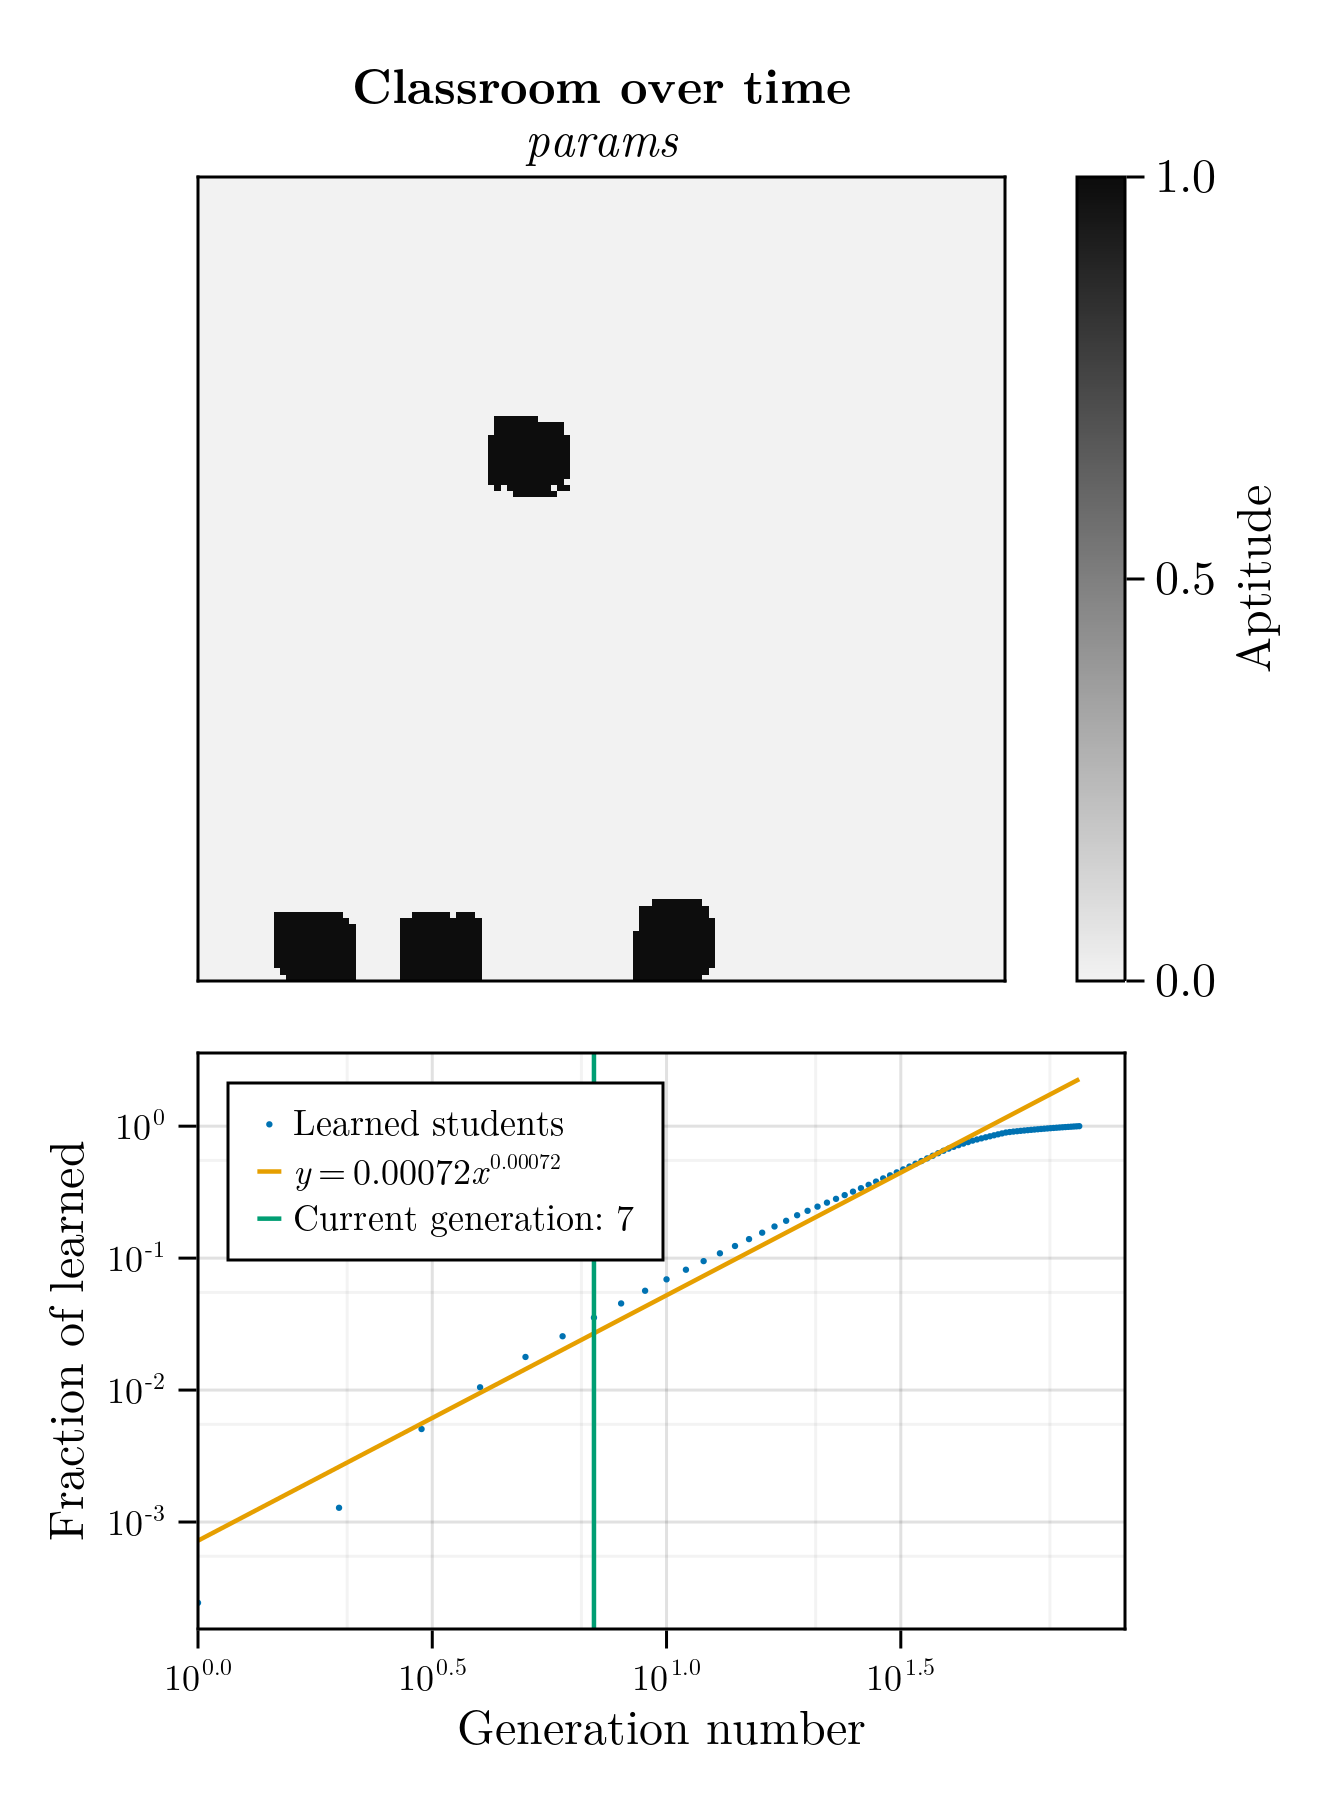 Classroom over time
params
1.0
0.5
0.0
Aptitude
Learned students
y = 0.00072x^0.00072
Current generation: 7
10^0
10^-1
10^-2
10^-3
Fraction of learned
10^0.0 10^0.5 10^1.0 10^1.5
Generation number